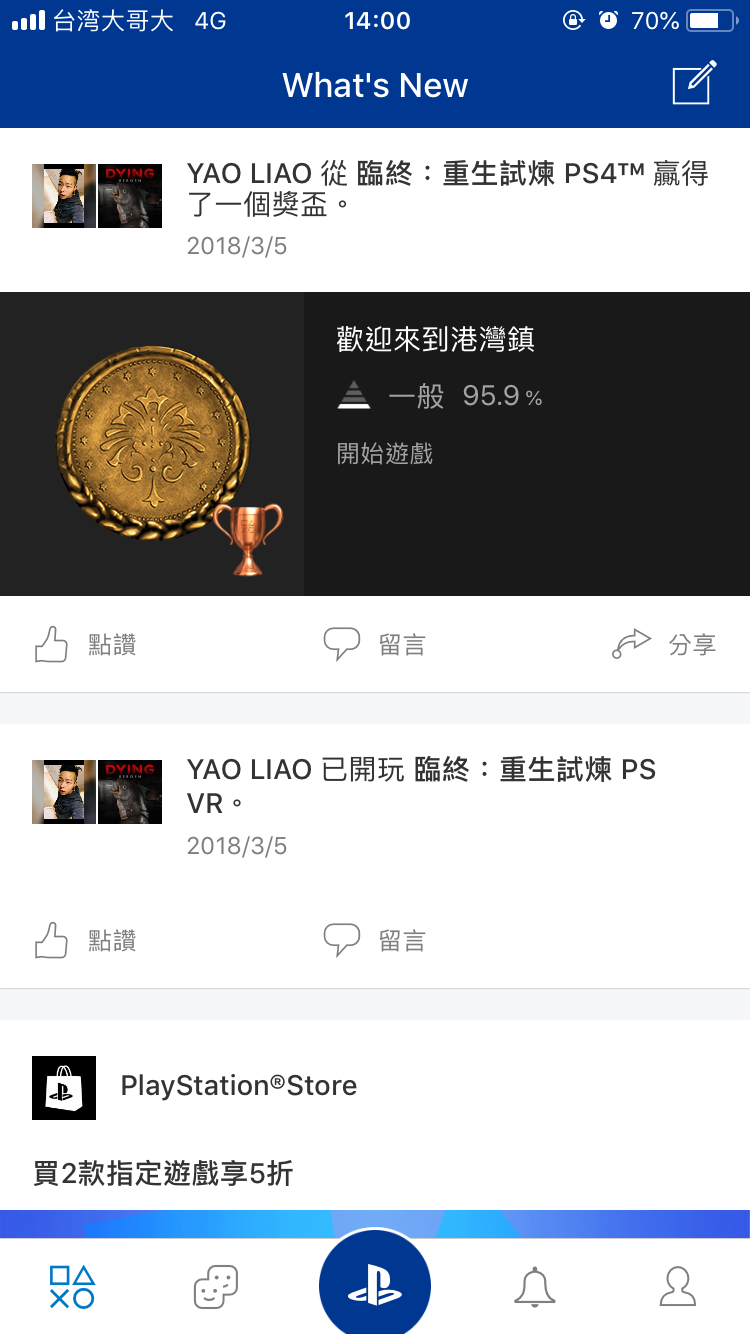 台湾大哥大 4G 14:00 70%
What's New
YAO LIAO 從 臨終：重生試煉 PS4™ 贏得
了一個獎盃。
2018/3/5
DYING
REBORN
歡迎來到港灣鎮
一般 95.9%
開始遊戲
點讚 留言 分享
YAO LIAO 已開玩 臨終：重生試煉 PS
VR。
2018/3/5
DYING
REBORN
點讚 留言
PlayStation®Store
買2款指定遊戲享5折